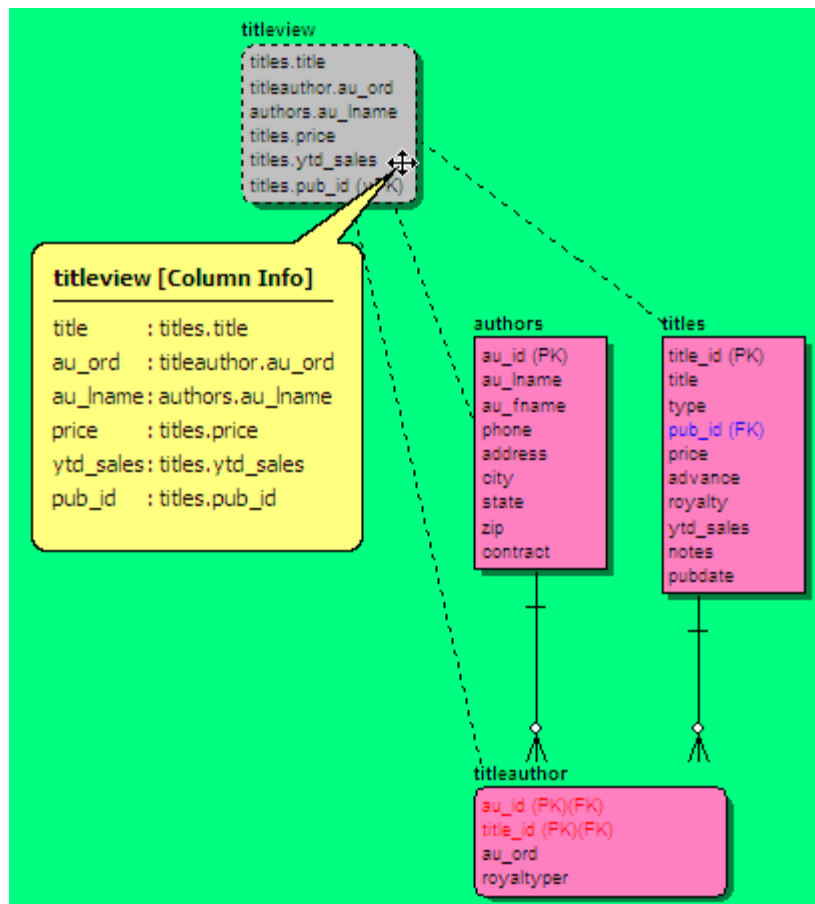 titleview
titles.title
titleauthor.au_ord
authors.au_lname
titles.price
titles.ytd_sales
titles.pub_id
titleview [Column Info]
title : titles.title
au_ord : titleauthor.au_ord
au_lname: authors.au_lname
price : titles.price
ytd_sales: titles.ytd_sales
pub_id : titles.pub_id
authors
au_id (PK)
au_lname
au_fname
phone
address
city
state
zip
contract
titles
title_id (PK)
title
type
pub_id (FK)
price
advance
royalty
ytd_sales
notes
pubdate
titleauthor
au_id (PK)(FK)
title_id (PK)(FK)
au_ord
royaltyper